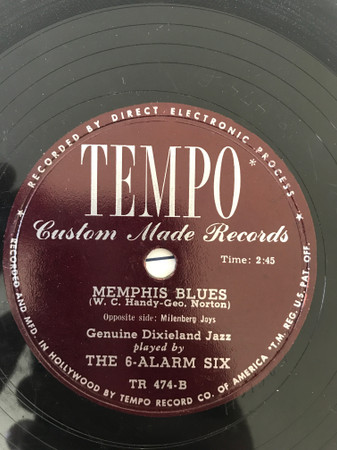 * RECORDED BY DIRECT ELECTRONIC PROCESS *
TEMPO*
Custom Made Records
Time: 2:45
MEMPHIS BLUES
(W. C. Handy-Geo. Norton)
Opposite side: Milenberg Joys
Genuine Dixieland Jazz
played by
THE 6-ALARM SIX
TR 474-B
RECORDED AND MFD. IN HOLLYWOOD BY TEMPO RECORD CO. OF AMERICA *T.M. REG. U.S. PAT. OFF.